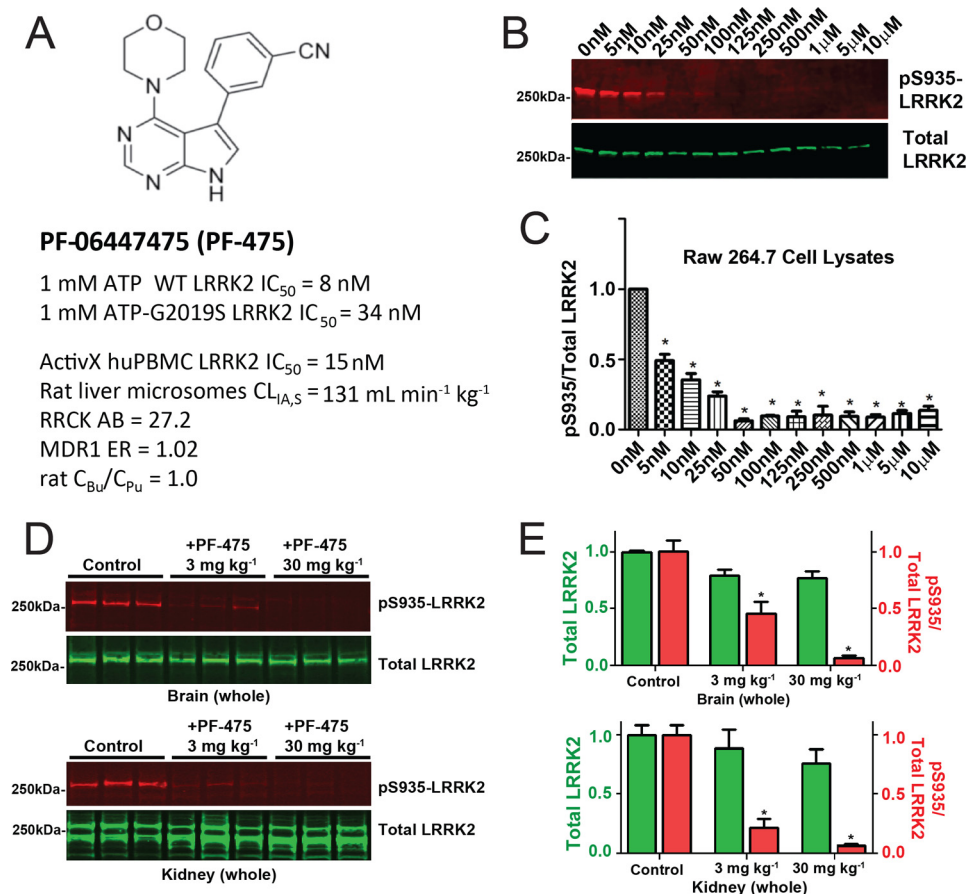 A
O
N
CN
N
N
N
H
PF-06447475 (PF-475)
1 mM ATP WT LRRK2 IC50 = 8 nM
1 mM ATP-G2019S LRRK2 IC50 = 34 nM
ActivX huPBMC LRRK2 IC50 = 15 nM
Rat liver microsomes CLIA,S = 131 mL min-1 kg-1
RRCK AB = 27.2
MDR1 ER = 1.02
rat CBu/CPu = 1.0
B
0nM 5nM 10nM 25nM 50nM 100nM 125nM 250nM 500nM 1µM 5µM 10µM
250kDa-
pS935-
LRRK2
250kDa-
Total
LRRK2
C
Raw 264.7 Cell Lysates
pS935/Total LRRK2
1.0
0.5
0.0
* * * * * * * * * * *
0nM 5nM 10nM 25nM 50nM 100nM 125nM 250nM 500nM 1µM 5µM 10µM
D
Control
+PF-475
3 mg kg-1
+PF-475
30 mg kg-1
250kDa-
pS935-LRRK2
250kDa-
Total LRRK2
Brain (whole)
Control
+PF-475
3 mg kg-1
+PF-475
30 mg kg-1
250kDa-
pS935-LRRK2
250kDa-
Total LRRK2
Kidney (whole)
E
Total LRRK2
1.0
0.5
0.0
* *
1.0
0.5
0.0
pS935/
Total LRRK2
Control 3 mg kg-1 30 mg kg-1
Brain (whole)
Total LRRK2
1.0
0.5
0.0
* *
1.0
0.5
0.0
pS935/
Total LRRK2
Control 3 mg kg-1 30 mg kg-1
Kidney (whole)